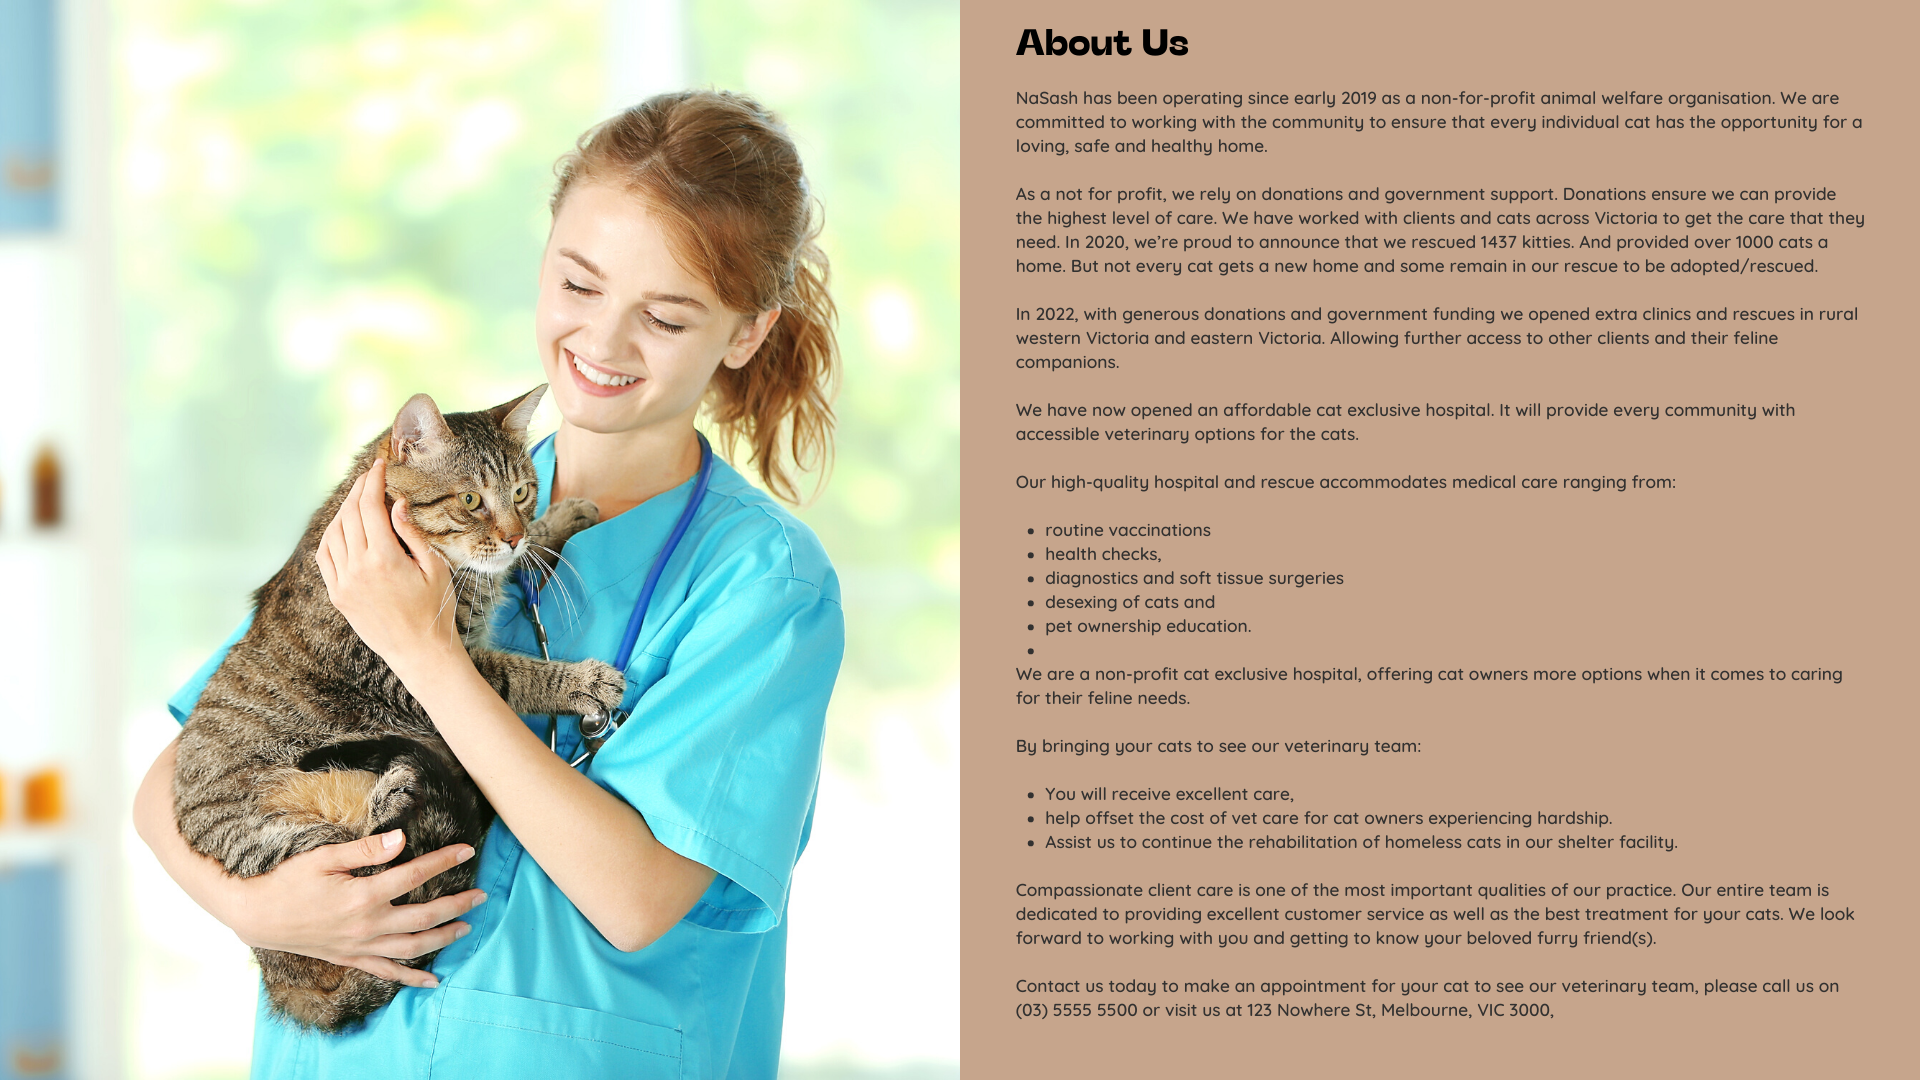 About Us
NaSash has been operating since early 2019 as a non-for-profit animal welfare organisation. We are
committed to working with the community to ensure that every individual cat has the opportunity for a
loving, safe and healthy home.
As a not for profit, we rely on donations and government support. Donations ensure we can provide
the highest level of care. We have worked with clients and cats across Victoria to get the care that they
need. In 2020, we’re proud to announce that we rescued 1437 kitties. And provided over 1000 cats a
home. But not every cat gets a new home and some remain in our rescue to be adopted/rescued.
In 2022, with generous donations and government funding we opened extra clinics and rescues in rural
western Victoria and eastern Victoria. Allowing further access to other clients and their feline
companions.
We have now opened an affordable cat exclusive hospital. It will provide every community with
accessible veterinary options for the cats.
Our high-quality hospital and rescue accommodates medical care ranging from:
• routine vaccinations
• health checks,
• diagnostics and soft tissue surgeries
• desexing of cats and
• pet ownership education.
•
We are a non-profit cat exclusive hospital, offering cat owners more options when it comes to caring
for their feline needs.
By bringing your cats to see our veterinary team:
• You will receive excellent care,
• help offset the cost of vet care for cat owners experiencing hardship.
• Assist us to continue the rehabilitation of homeless cats in our shelter facility.
Compassionate client care is one of the most important qualities of our practice. Our entire team is
dedicated to providing excellent customer service as well as the best treatment for your cats. We look
forward to working with you and getting to know your beloved furry friend(s).
Contact us today to make an appointment for your cat to see our veterinary team, please call us on
(03) 5555 5500 or visit us at 123 Nowhere St, Melbourne, VIC 3000,